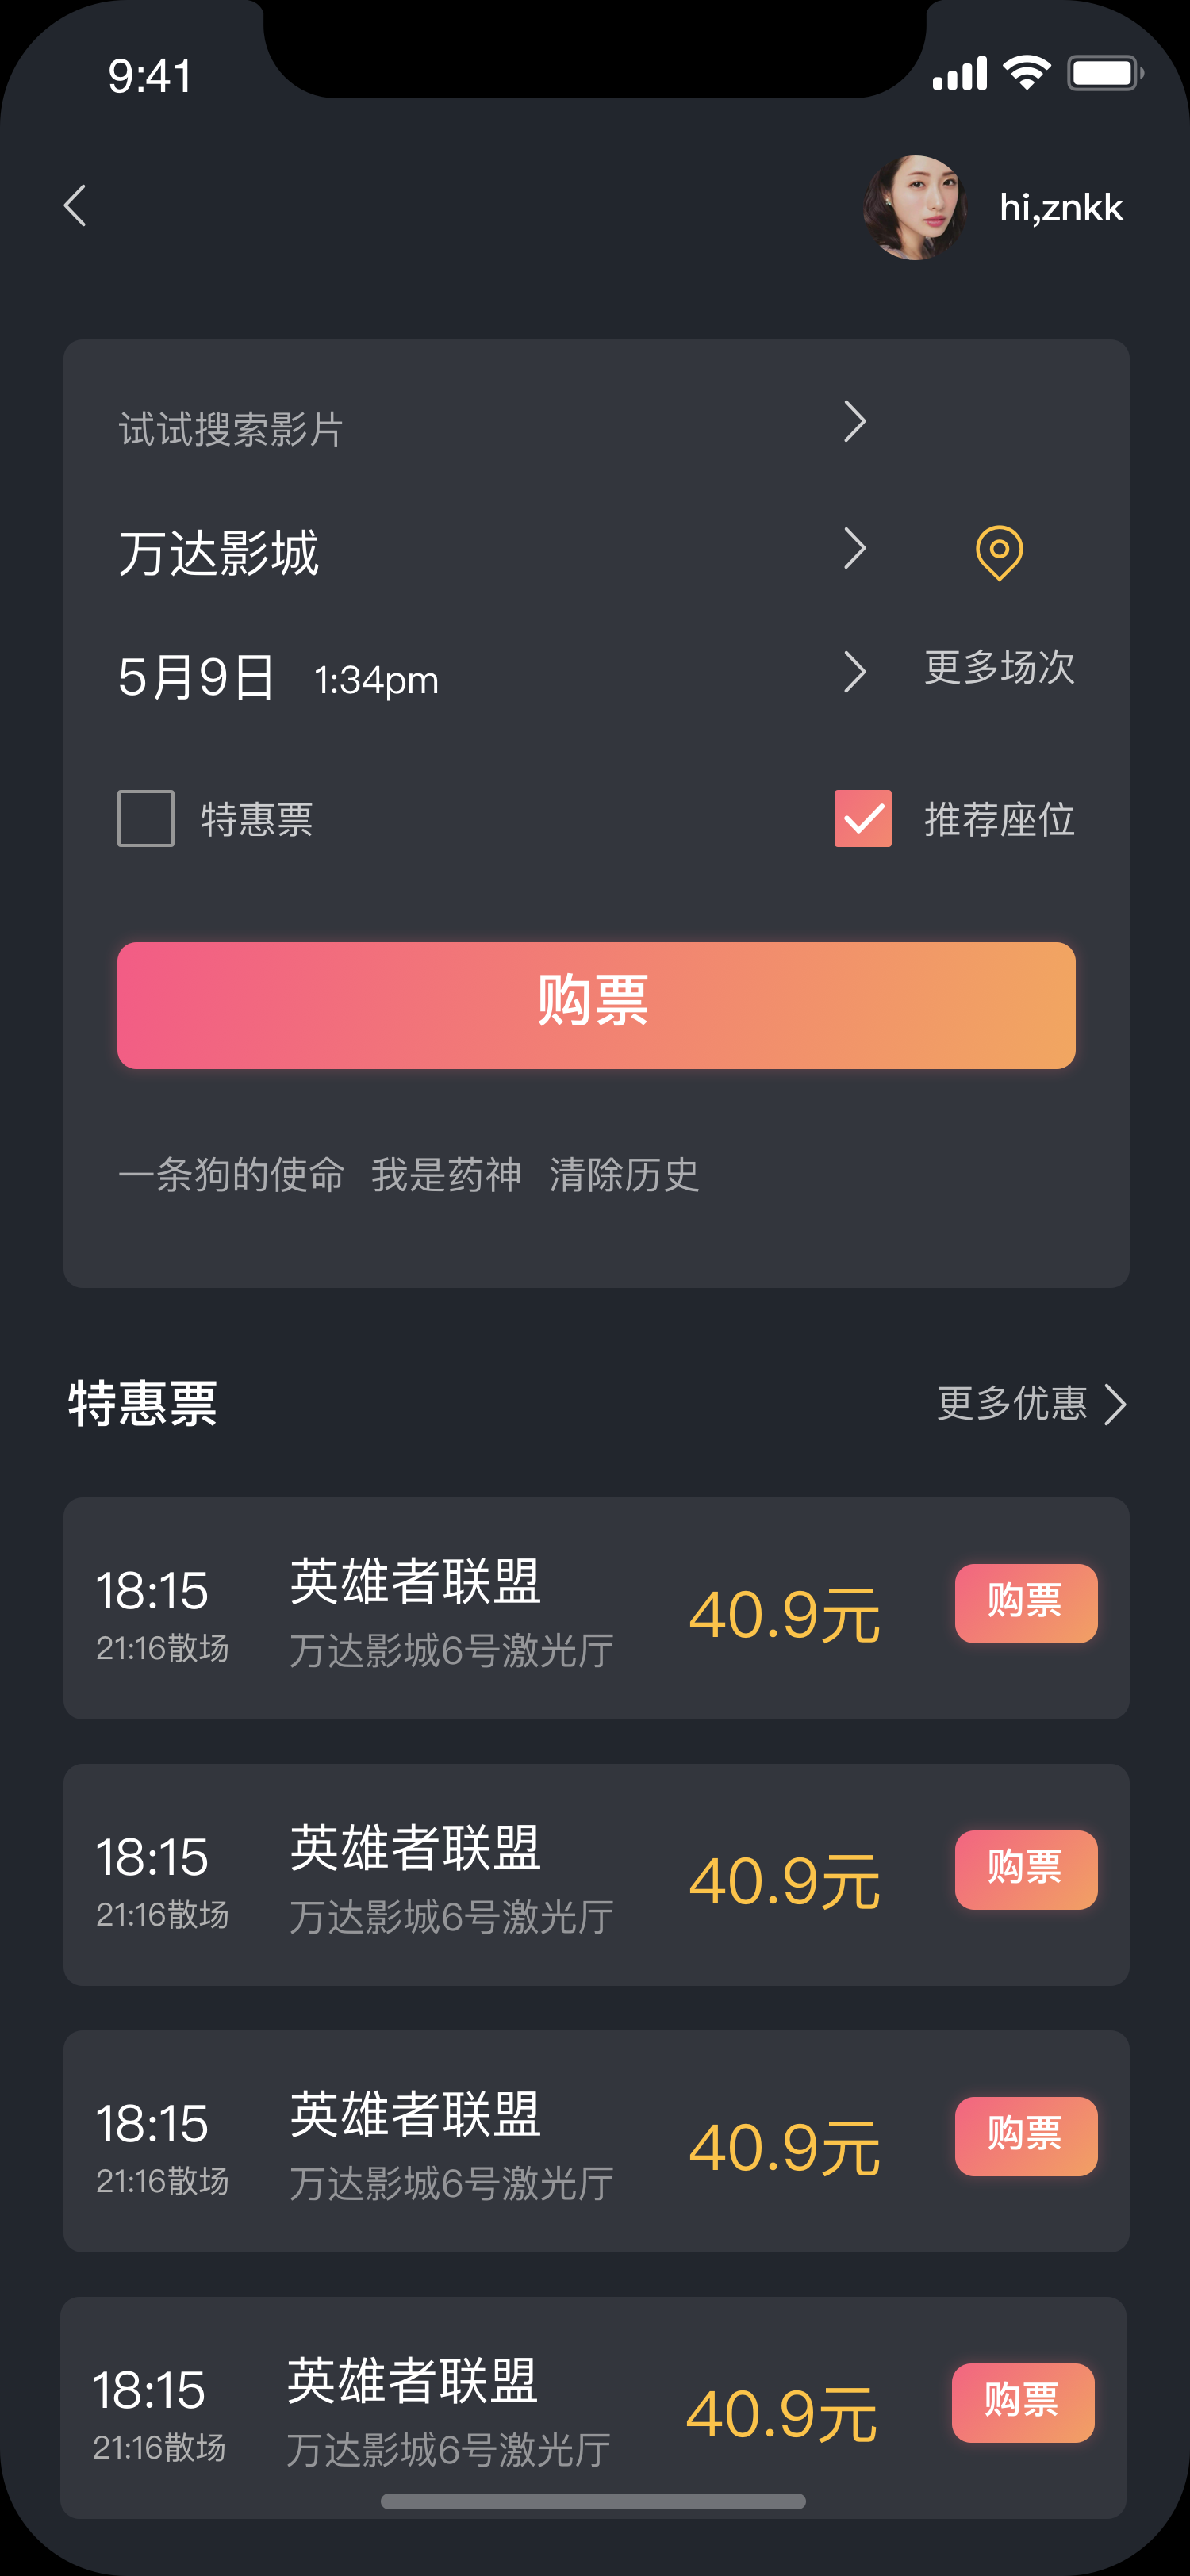 9:41
hi,znkk
试试搜索影片
万达影城
5月9日 1:34pm
更多场次
特惠票 推荐座位
购票
一条狗的使命 我是药神 清除历史
特惠票 更多优惠
18:15 英雄者联盟 40.9元 购票
21:16散场 万达影城6号激光厅
18:15 英雄者联盟 40.9元 购票
21:16散场 万达影城6号激光厅
18:15 英雄者联盟 40.9元 购票
21:16散场 万达影城6号激光厅
18:15 英雄者联盟 40.9元 购票
21:16散场 万达影城6号激光厅